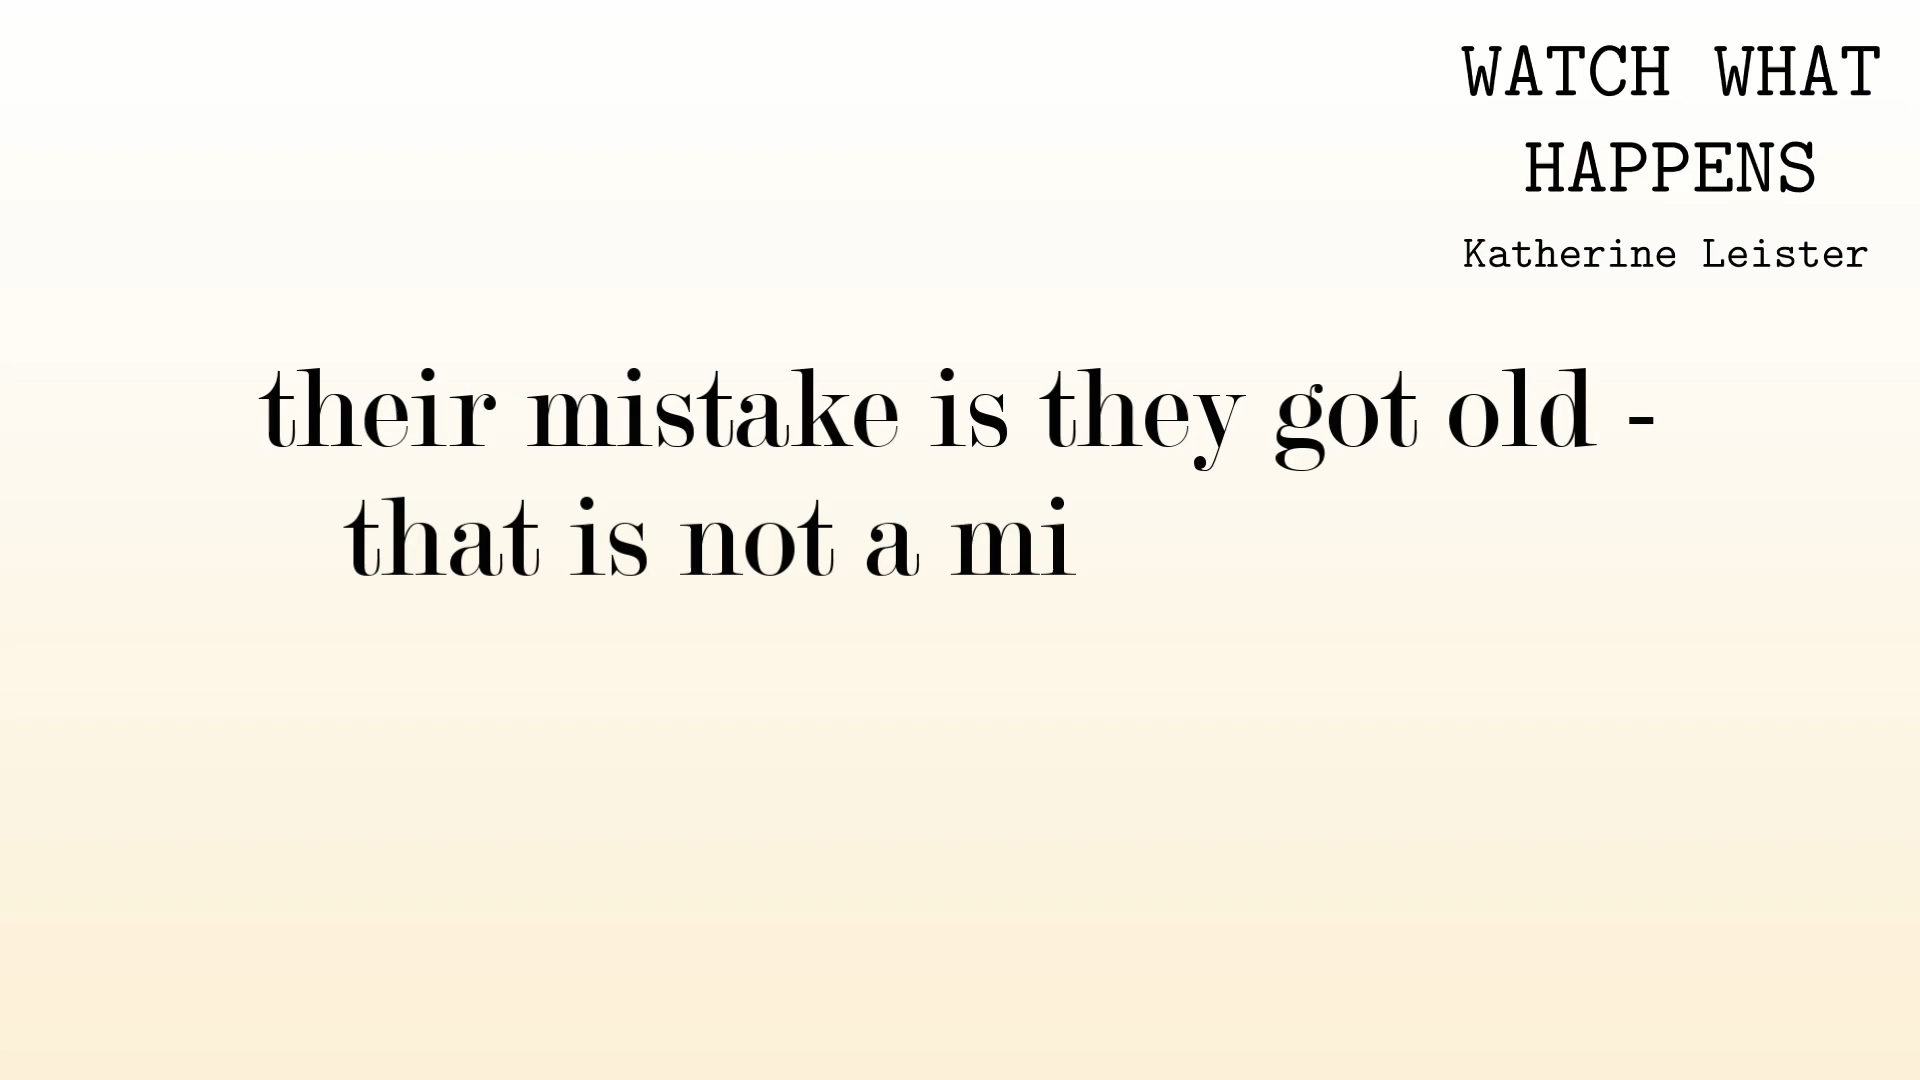 WATCH WHAT
HAPPENS
Katherine Leister
their mistake is they got old -
that is not a mi